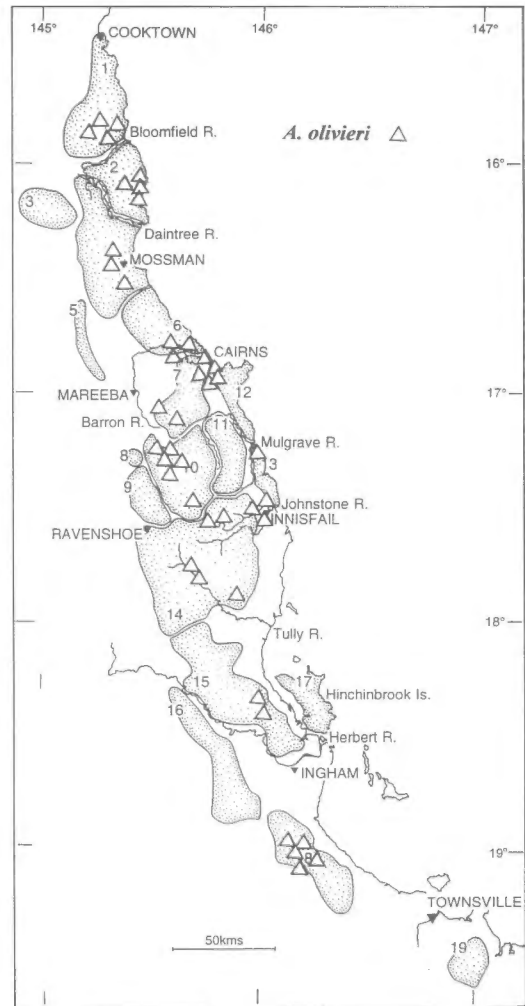 145° 146° 147°
COOKTOWN
1
Bloomfield R.
A. olivieri
16°
2
3
Daintree R.
MOSSMAN
5
6
CAIRNS
7
17°
MAREEBA
12
Barron R.
11
Mulgrave R.
8
0
3
9
Johnstone R.
INNISFAIL
RAVENSHOE
14
18°
Tully R.
15
17
16
Hinchinbrook Is.
Herbert R.
INGHAM
19°
8
TOWNSVILLE
50kms
19